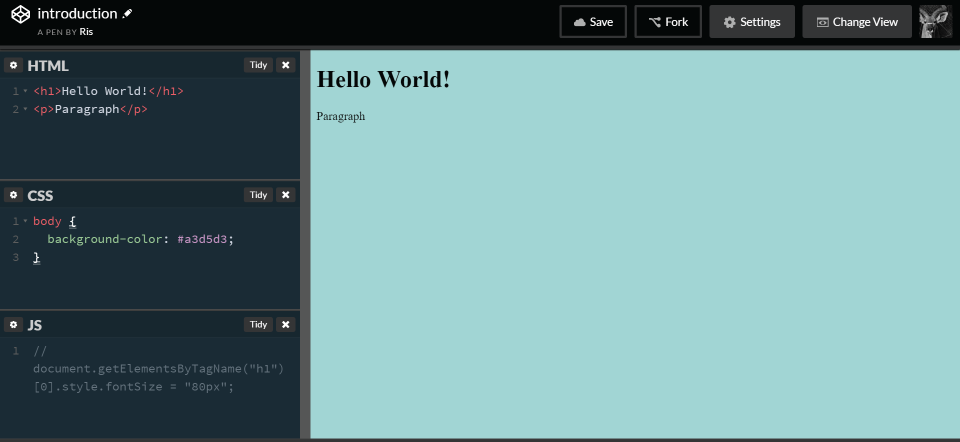 introduction
A PEN BY Ris
Save
Fork
Settings
Change View
HTML
Tidy
1 <h1>Hello World!</h1>
2 <p>Paragraph</p>
CSS
Tidy
1 body {
2 background-color: #a3d5d3;
3 }
JS
Tidy
1 //
document.getElementsByTagName("h1")
[0].style.fontSize = "80px";
Hello World!
Paragraph